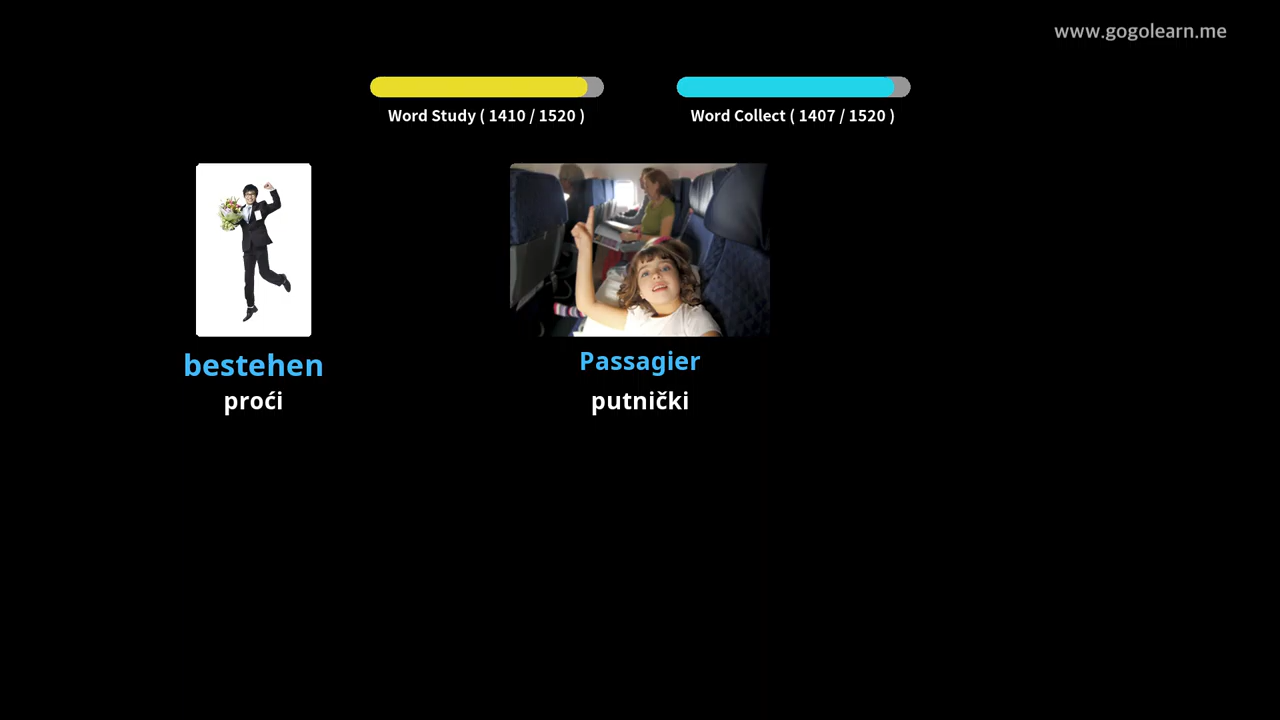 www.gogolearn.me
Word Study ( 1410 / 1520 )
Word Collect ( 1407 / 1520 )
bestehen
proći
Passagier
putnički